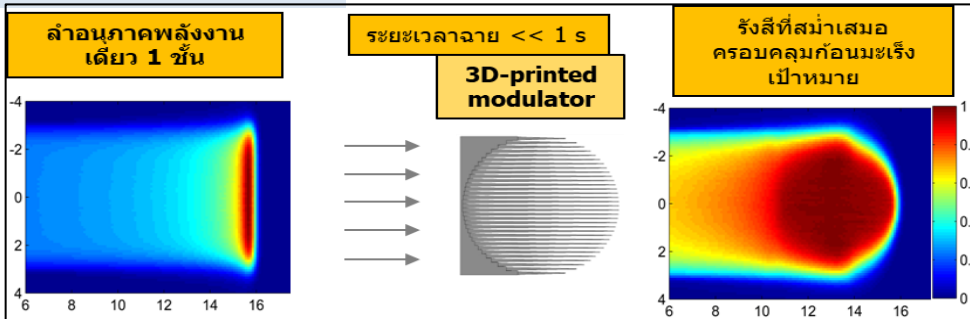 ลำอนุภาคพลังงาน
เดี่ยว 1 ชั้น
ระยะเวลาฉาย << 1 s
3D-printed
modulator
รังสีที่สม่ำเสมอ
ครอบคลุมก้อนมะเร็ง
เป้าหมาย
-4
-2
0
2
4
6 8 10 12 14 16
-4
-2
0
2
4
6 8 10 12 14 16
1
0.
0.
0.
0.
0